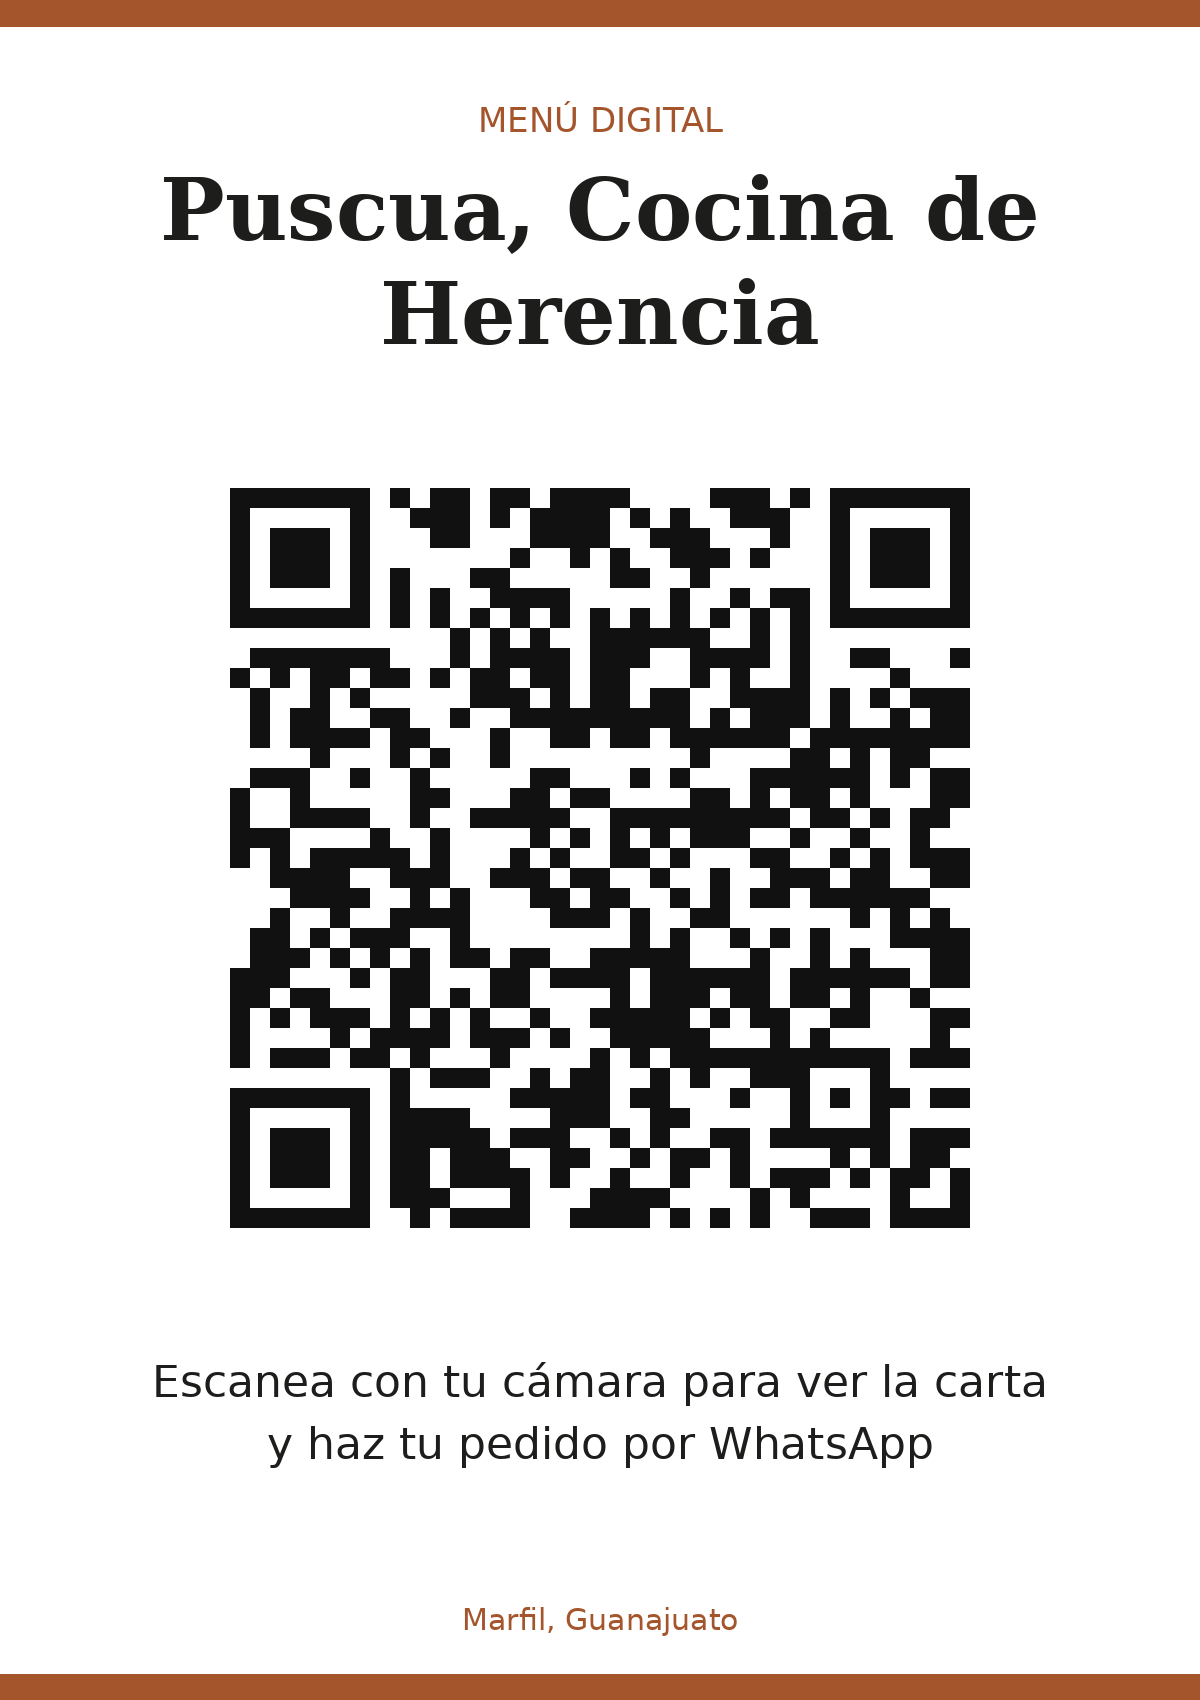 MENÚ DIGITAL
Puscua, Cocina de
Herencia
Escanea con tu cámara para ver la carta
y haz tu pedido por WhatsApp
Marfil, Guanajuato